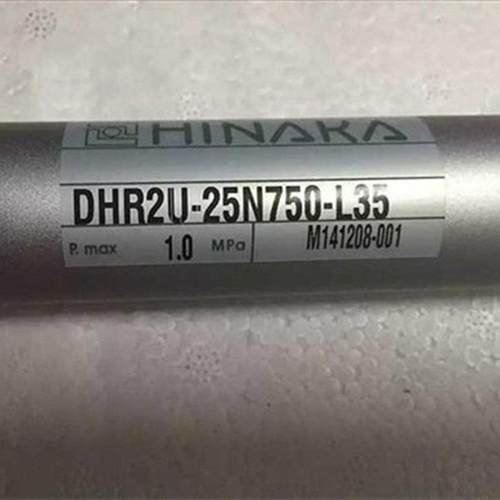 HINAKA
DHR2U-25N750-L35
P. max 1.0 MPa
M141208-001